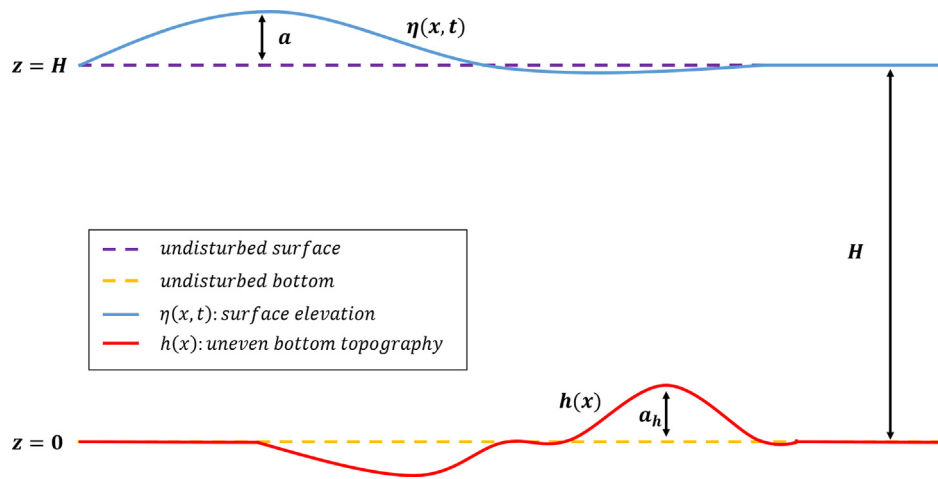 a
η(x, t)
z = H
H
undisturbed surface
undisturbed bottom
η(x, t): surface elevation
h(x): uneven bottom topography
h(x)
a_h
z = 0